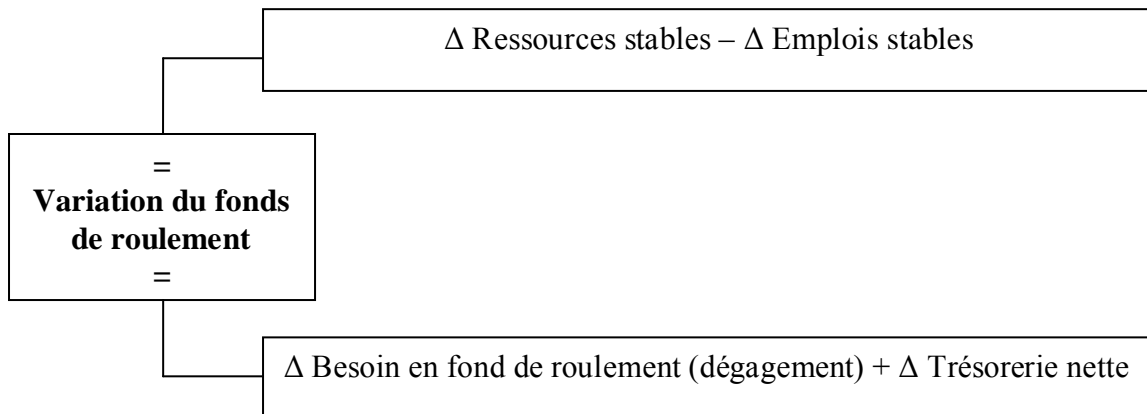 Δ Ressources stables – Δ Emplois stables
=
Variation du fonds
de roulement
=
Δ Besoin en fond de roulement (dégagement) + Δ Trésorerie nette